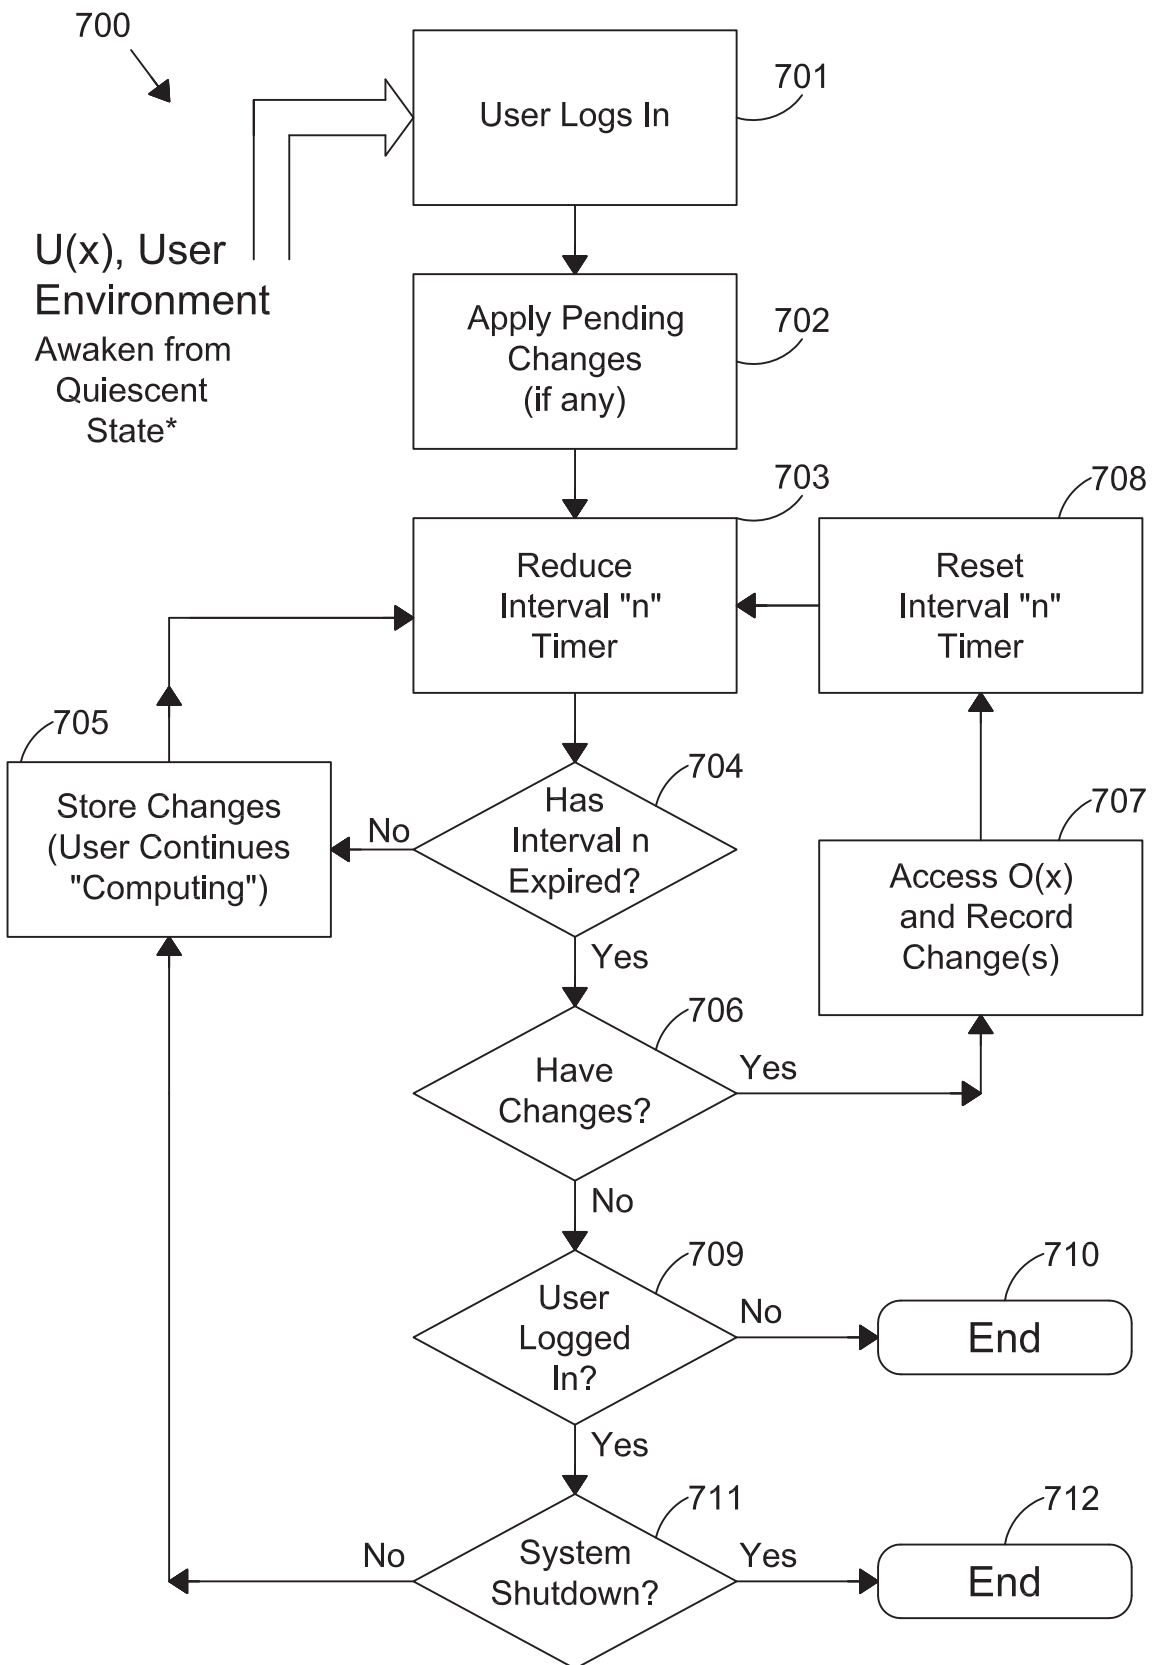 700
701
User Logs In
U(x), User
Environment
Awaken from
Quiescent
State*
702
Apply Pending
Changes
(if any)
703
Reduce
Interval "n"
Timer
708
Reset
Interval "n"
Timer
705
Store Changes
(User Continues
"Computing")
704
Has
Interval n
Expired?
No
Yes
707
Access O(x)
and Record
Change(s)
706
Have
Changes?
Yes
No
709
User
Logged
In?
No
710
End
Yes
711
System
Shutdown?
No
Yes
712
End